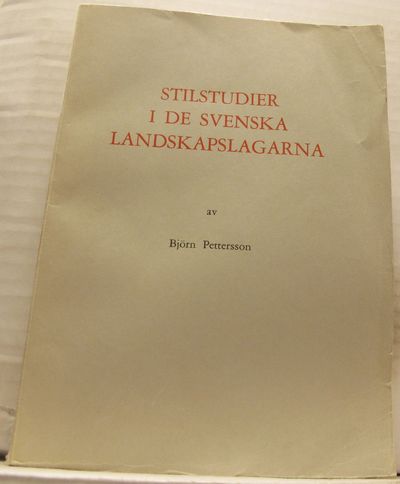 STILSTUDIER
I DE SVENSKA
LANDSKAPSLAGARNA
av
Björn Pettersson